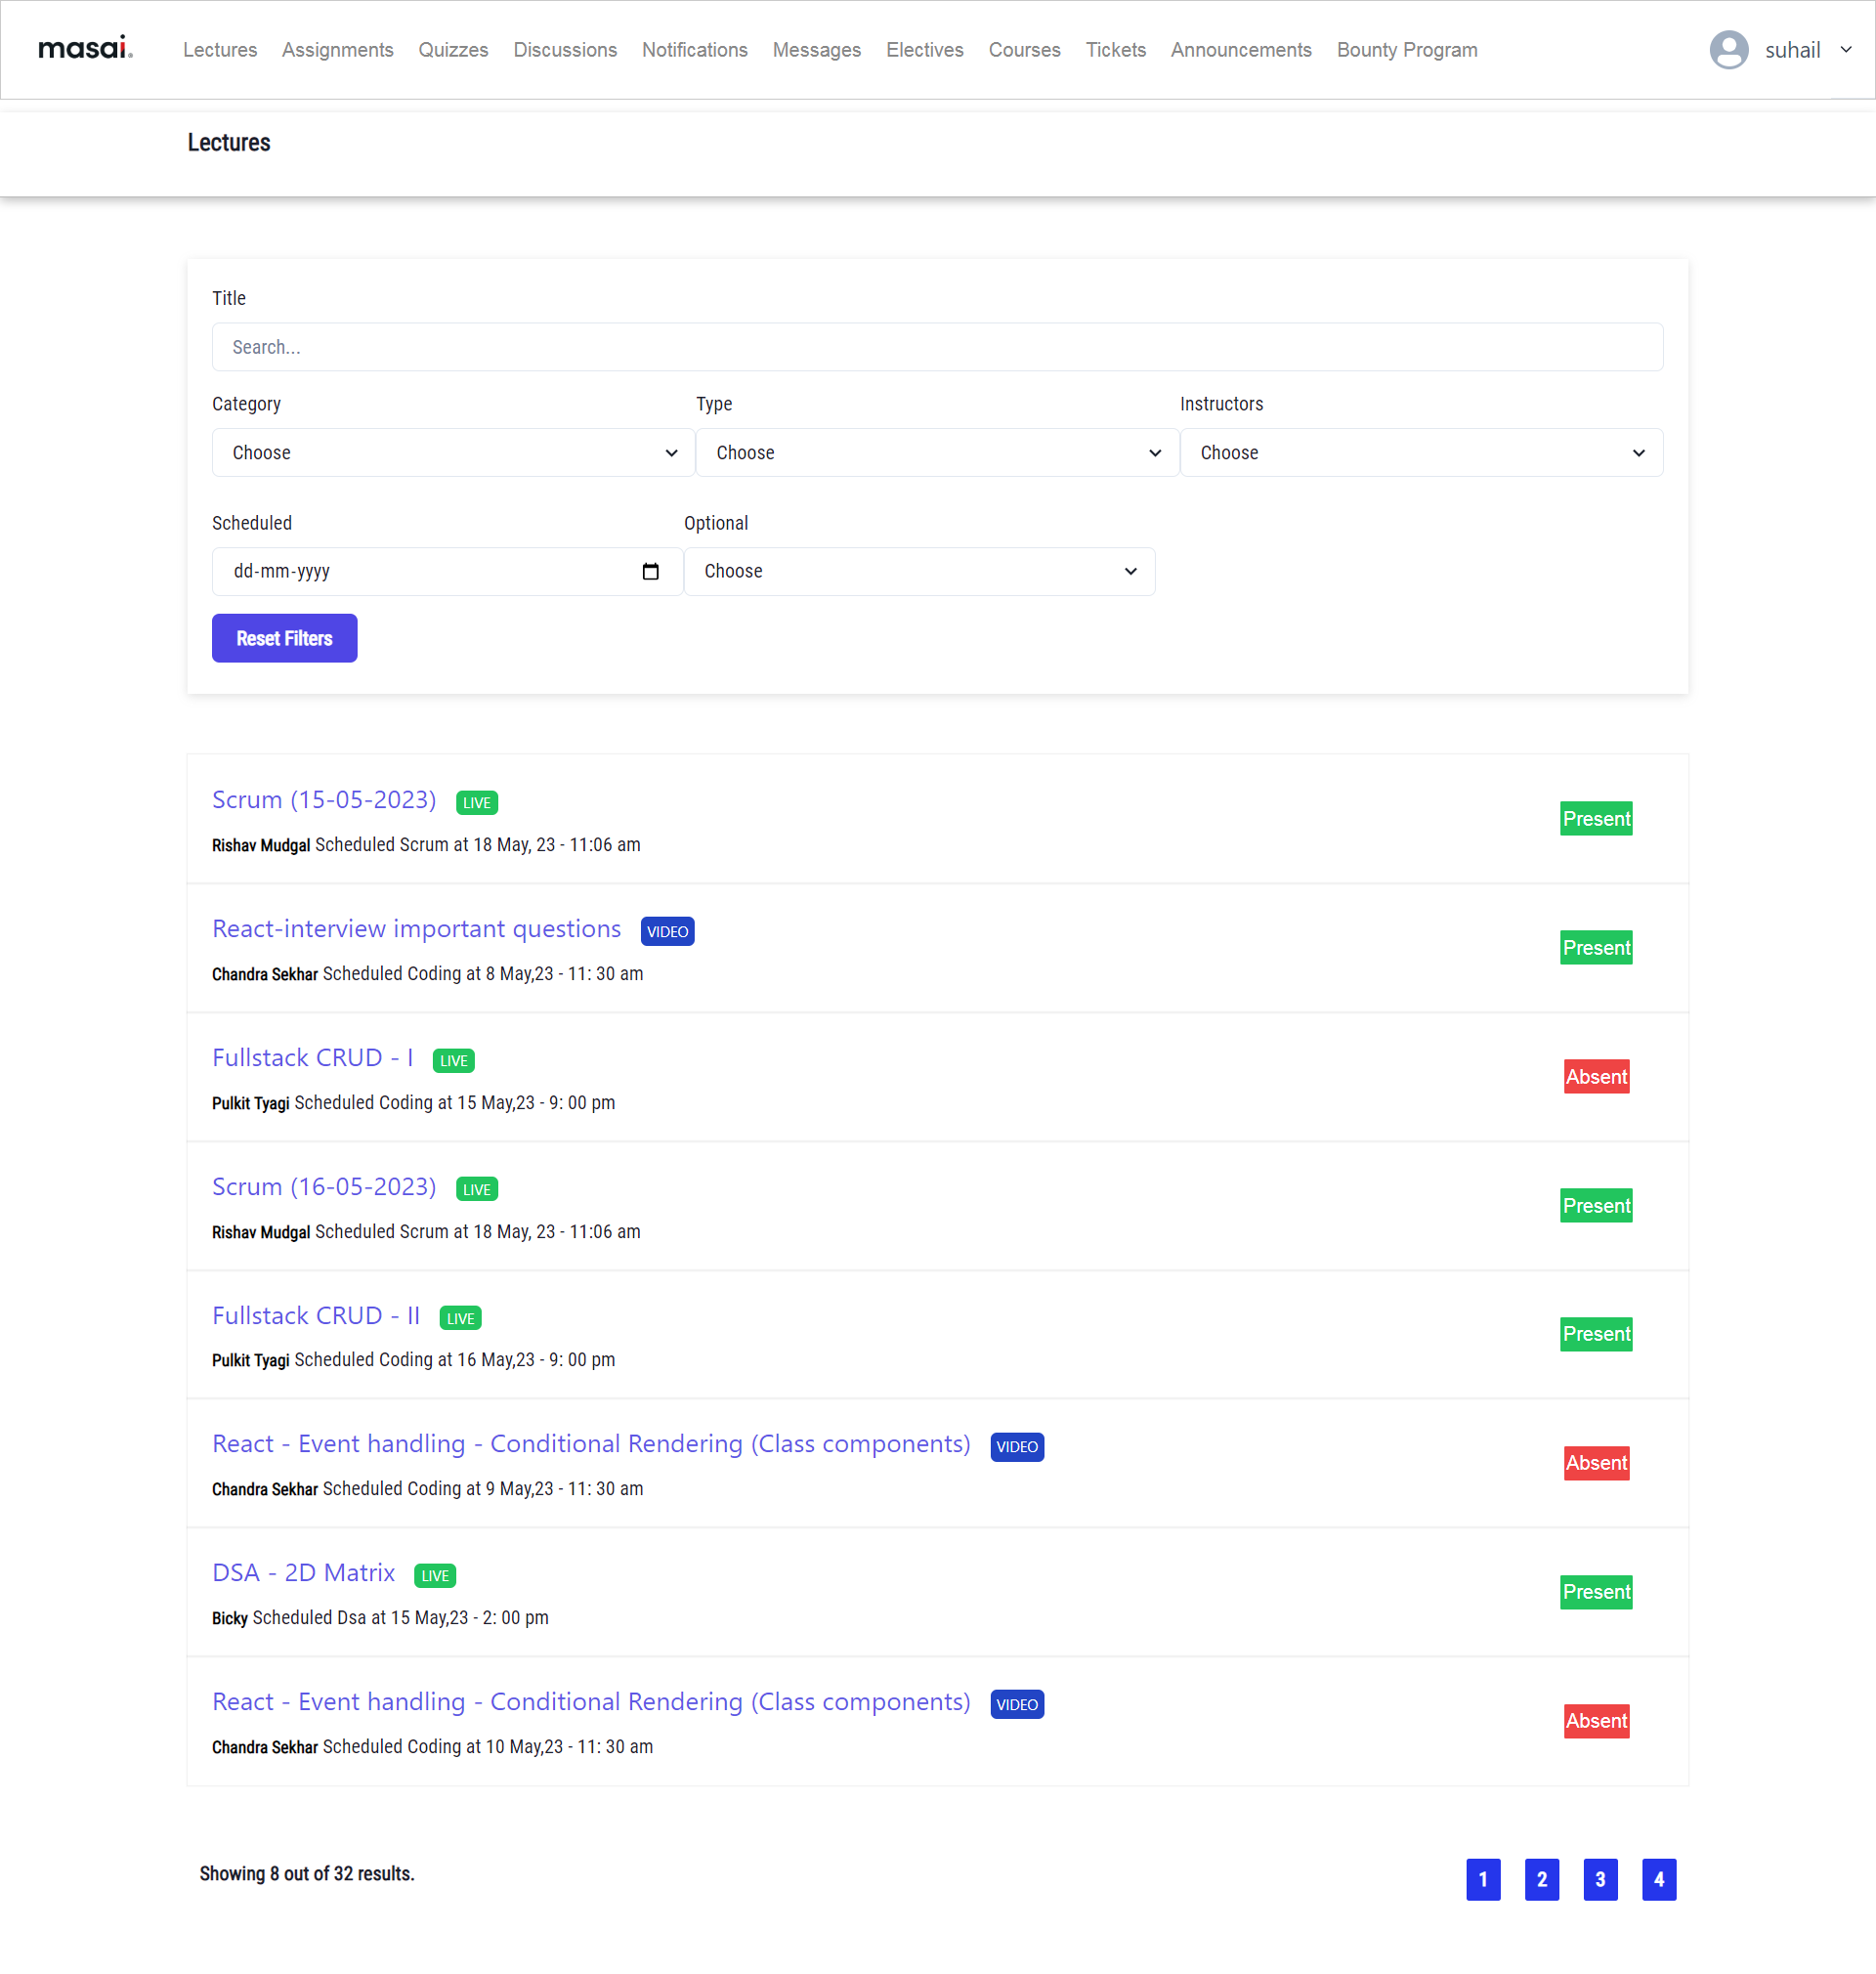 masai. Lectures Assignments Quizzes Discussions Notifications Messages Electives Courses Tickets Announcements Bounty Program suhail
Lectures
Title
Search...
Category Type Instructors
Choose Choose Choose
Scheduled Optional
dd-mm-yyyy Choose
Reset Filters
Scrum (15-05-2023) LIVE
Present
Rishav Mudgal Scheduled Scrum at 18 May, 23 - 11:06 am
React-interview important questions VIDEO
Present
Chandra Sekhar Scheduled Coding at 8 May,23 - 11: 30 am
Fullstack CRUD - I LIVE
Absent
Pulkit Tyagi Scheduled Coding at 15 May,23 - 9: 00 pm
Scrum (16-05-2023) LIVE
Present
Rishav Mudgal Scheduled Scrum at 18 May, 23 - 11:06 am
Fullstack CRUD - II LIVE
Present
Pulkit Tyagi Scheduled Coding at 16 May,23 - 9: 00 pm
React - Event handling - Conditional Rendering (Class components) VIDEO
Absent
Chandra Sekhar Scheduled Coding at 9 May,23 - 11: 30 am
DSA - 2D Matrix LIVE
Present
Bicky Scheduled Dsa at 15 May,23 - 2: 00 pm
React - Event handling - Conditional Rendering (Class components) VIDEO
Absent
Chandra Sekhar Scheduled Coding at 10 May,23 - 11: 30 am
Showing 8 out of 32 results. 1 2 3 4